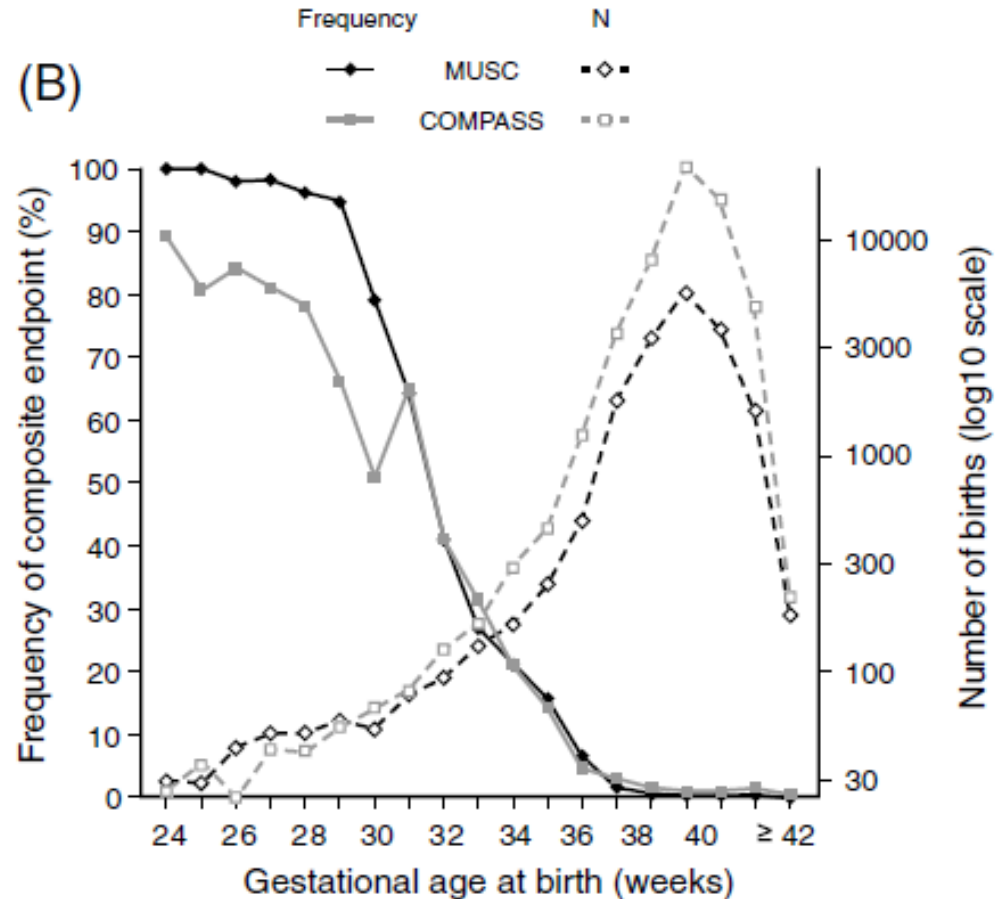 Frequency N
(B)
MUSC
COMPASS
Frequency of composite endpoint (%)
100
90
80
70
60
50
40
30
20
10
0
Number of births (log10 scale)
10000
3000
1000
300
100
30
24 26 28 30 32 34 36 38 40 ≥ 42
Gestational age at birth (weeks)